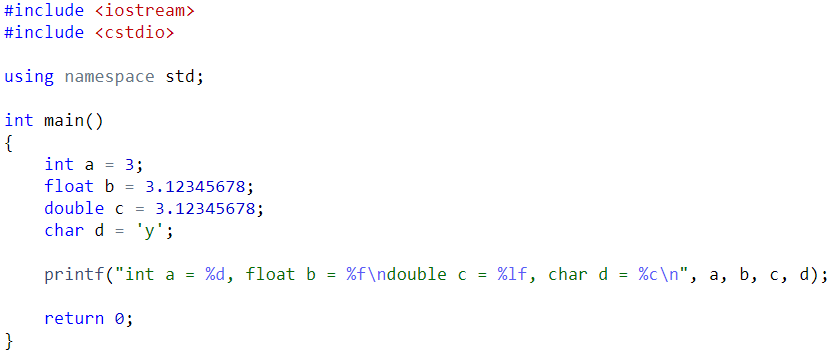 #include <iostream>
#include <cstdio>

using namespace std;

int main()
{
    int a = 3;
    float b = 3.12345678;
    double c = 3.12345678;
    char d = 'y';

    printf("int a = %d, float b = %f\ndouble c = %lf, char d = %c\n", a, b, c, d);

    return 0;
}